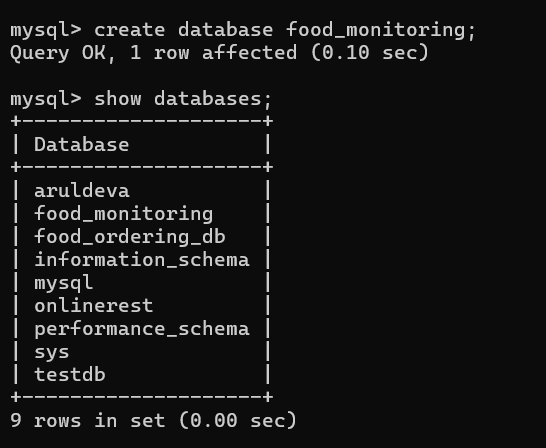 mysql> create database food_monitoring;
Query OK, 1 row affected (0.10 sec)

mysql> show databases;
+--------------------+
| Database           |
+--------------------+
| aruldeva           |
| food_monitoring    |
| food_ordering_db   |
| information_schema |
| mysql              |
| onlinerest         |
| performance_schema |
| sys                |
| testdb             |
+--------------------+
9 rows in set (0.00 sec)